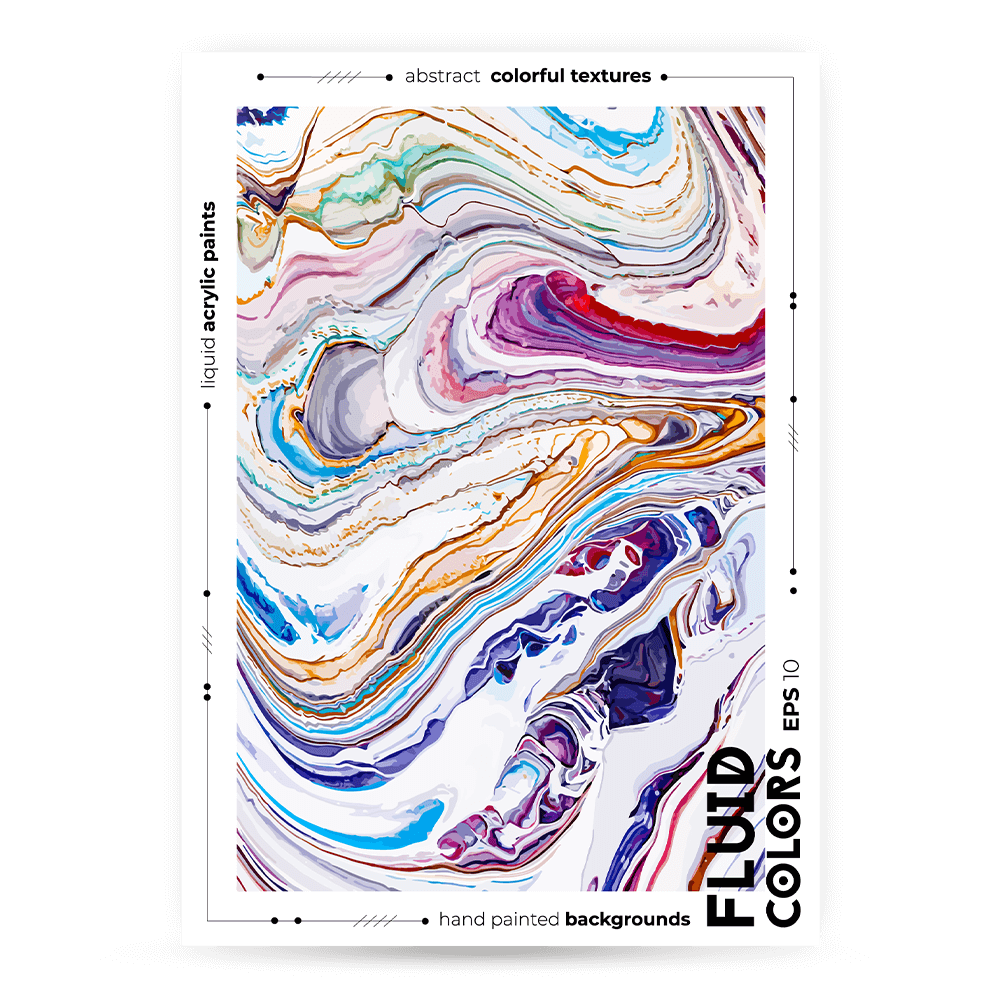 abstract colorful textures
liquid acrylic paints
EPS 10
FLUID
COLORS
hand painted backgrounds